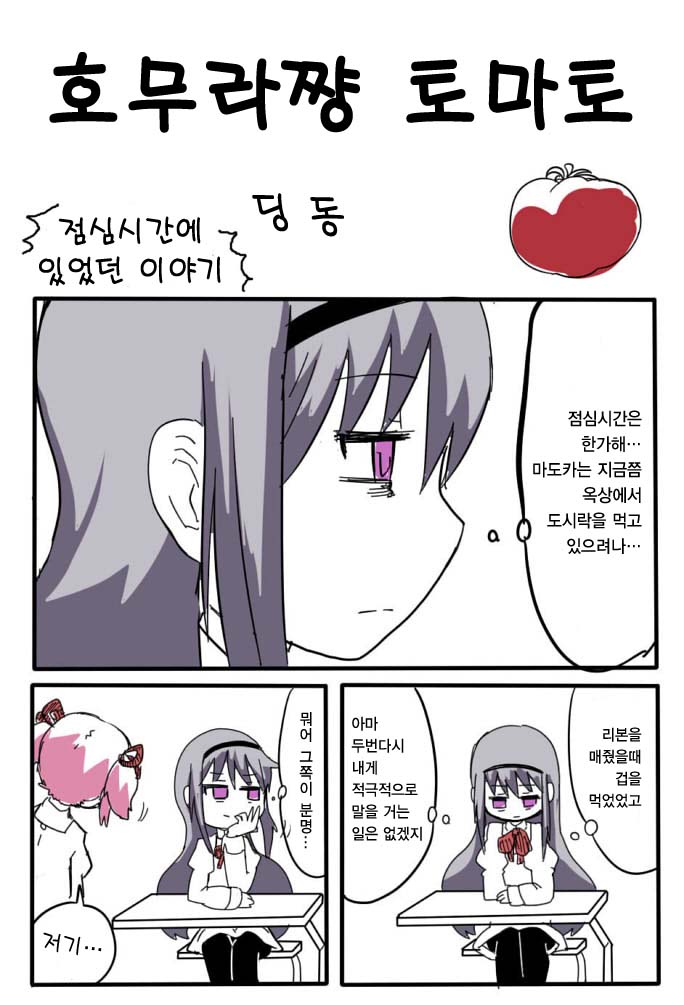 호무라쨩 토마토
딩 동
점심시간에
있었던 이야기
점심시간은
한가해…
마도카는 지금쯤
옥상에서
도시락을 먹고
있으려나…
리본을
매줬을때
겁을
먹었었고
아마
두번다시
내게
적극적으로
말을 거는
일은 없겠지
뭐어 그쪽이 분명…
저기…